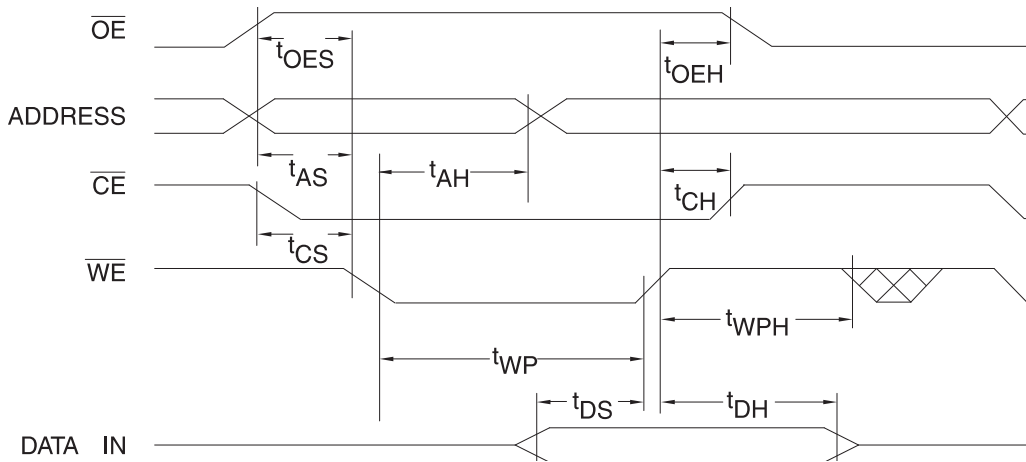 OE
tOES
tOEH
ADDRESS
tAS
tAH
CE
tCH
tCS
WE
tWPH
tWP
tDS
tDH
DATA IN